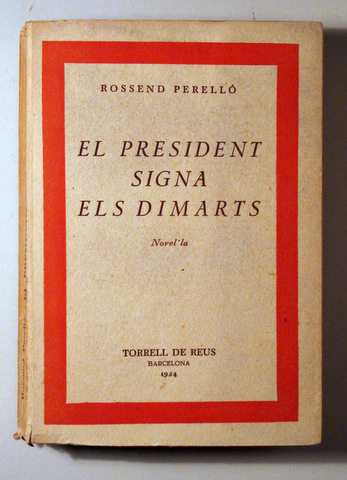 ROSSEND PERELLÓ
EL PRESIDENT
SIGNA
ELS DIMARTS
Novel·la
TORRELL DE REUS
BARCELONA
1954